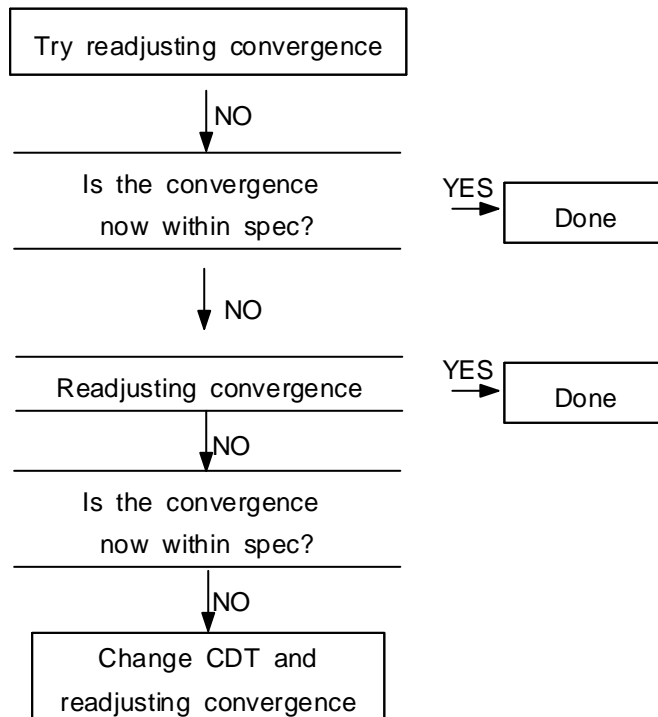 Try readjusting convergence
NO
Is the convergence
now within spec?
YES
Done
NO
Readjusting convergence
YES
Done
NO
Is the convergence
now within spec?
NO
Change CDT and
readjusting convergence